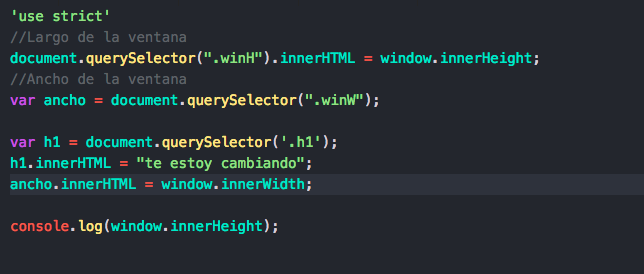 'use strict'
//Largo de la ventana
document.querySelector(".winH").innerHTML = window.innerHeight;
//Ancho de la ventana
var ancho = document.querySelector(".winW");
var h1 = document.querySelector('.h1');
h1.innerHTML = "te estoy cambiando";
ancho.innerHTML = window.innerWidth;
console.log(window.innerHeight);